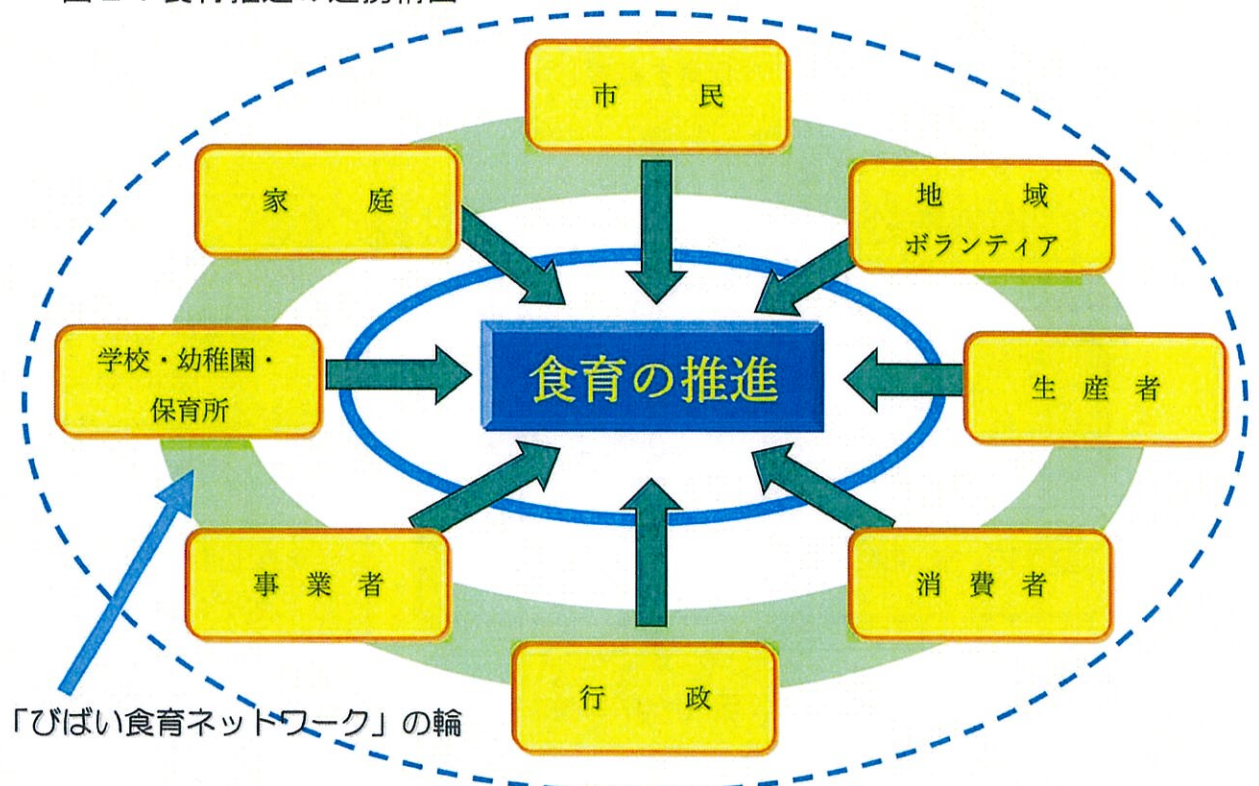 市　　民
家　　庭
地　　域
ボランティア
学校・幼稚園・
保育所
食育の推進
生　産　者
事　業　者
消　費　者
行　　政
「びばい食育ネットワーク」の輪